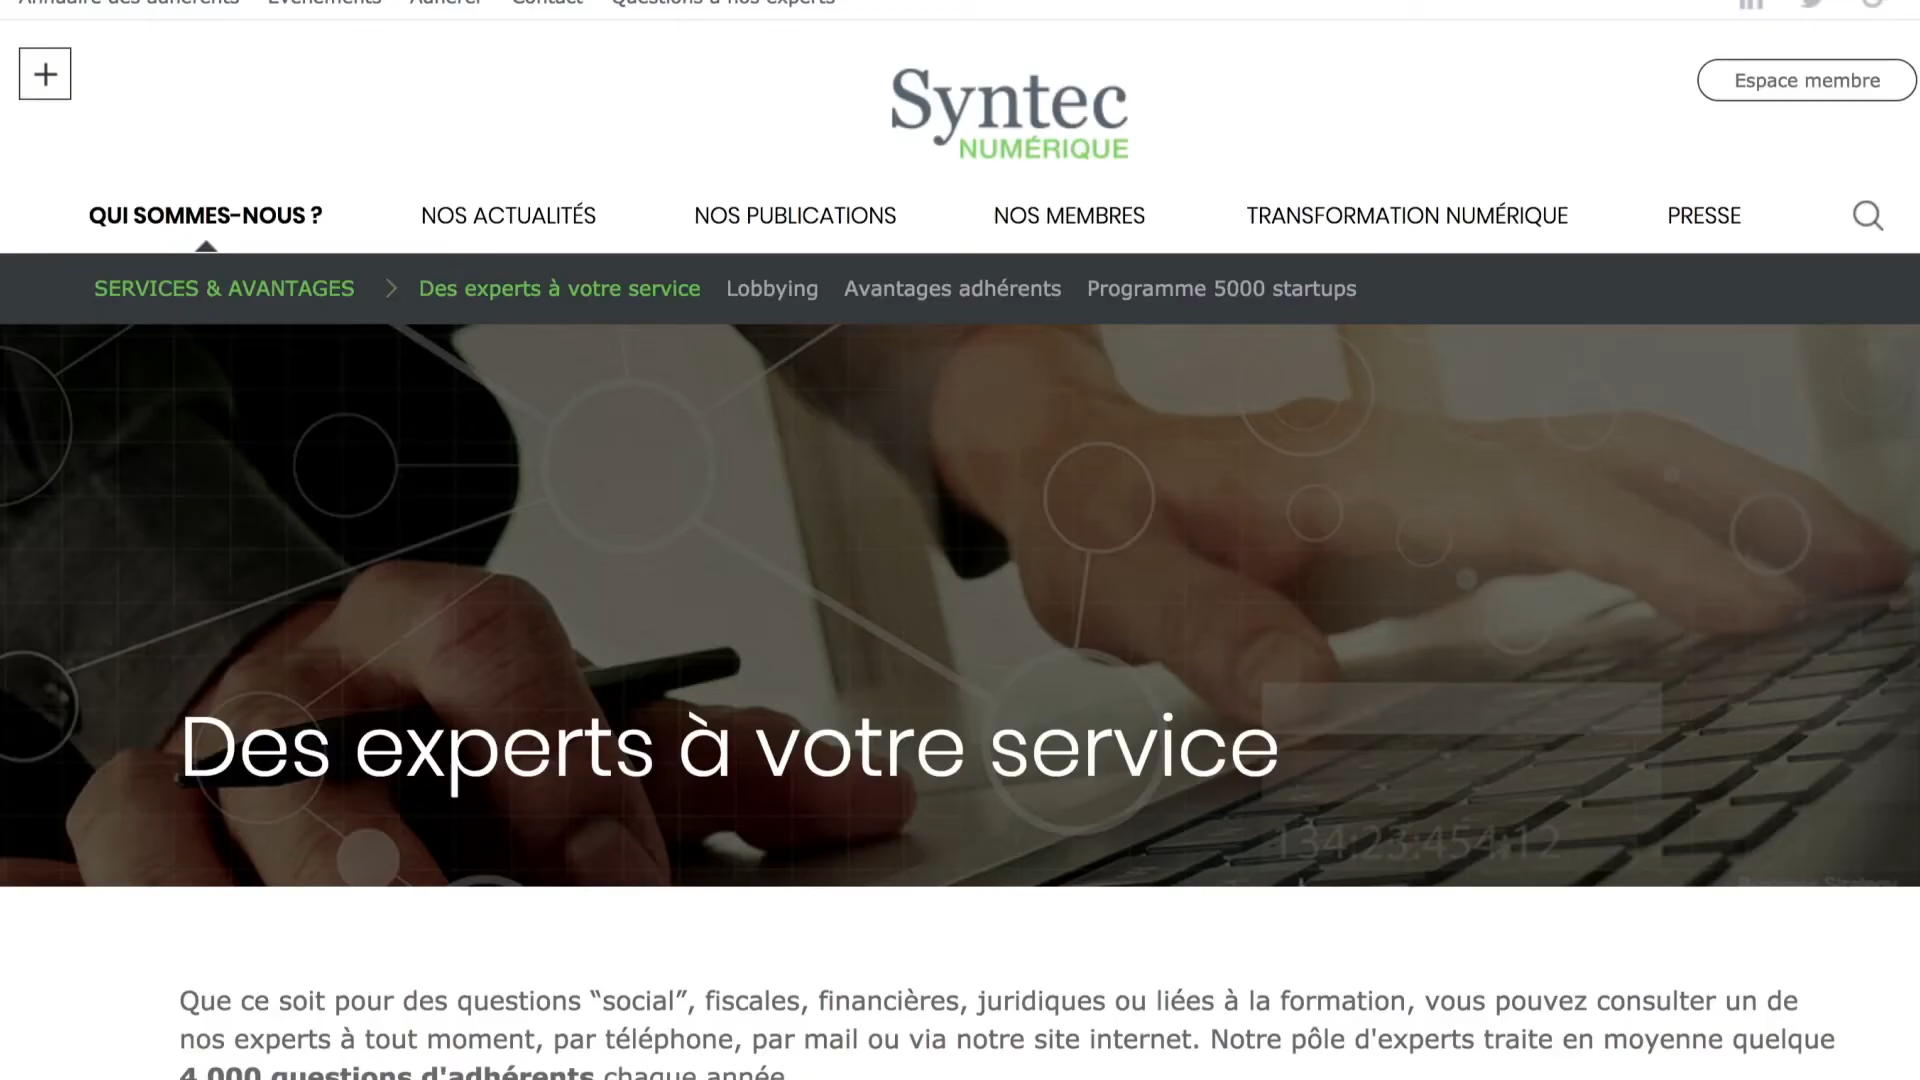 Annuaire des adhérents Evénements Adhérer Contact Questions à nos experts
Espace membre
Syntec
NUMÉRIQUE
QUI SOMMES-NOUS ? NOS ACTUALITÉS NOS PUBLICATIONS NOS MEMBRES TRANSFORMATION NUMÉRIQUE PRESSE
SERVICES & AVANTAGES Des experts à votre service Lobbying Avantages adhérents Programme 5000 startups
Des experts à votre service
134:23:454:12
Que ce soit pour des questions “social”, fiscales, financières, juridiques ou liées à la formation, vous pouvez consulter un de
nos experts à tout moment, par téléphone, par mail ou via notre site internet. Notre pôle d'experts traite en moyenne quelque
4 000 questions d'adhérents chaque année